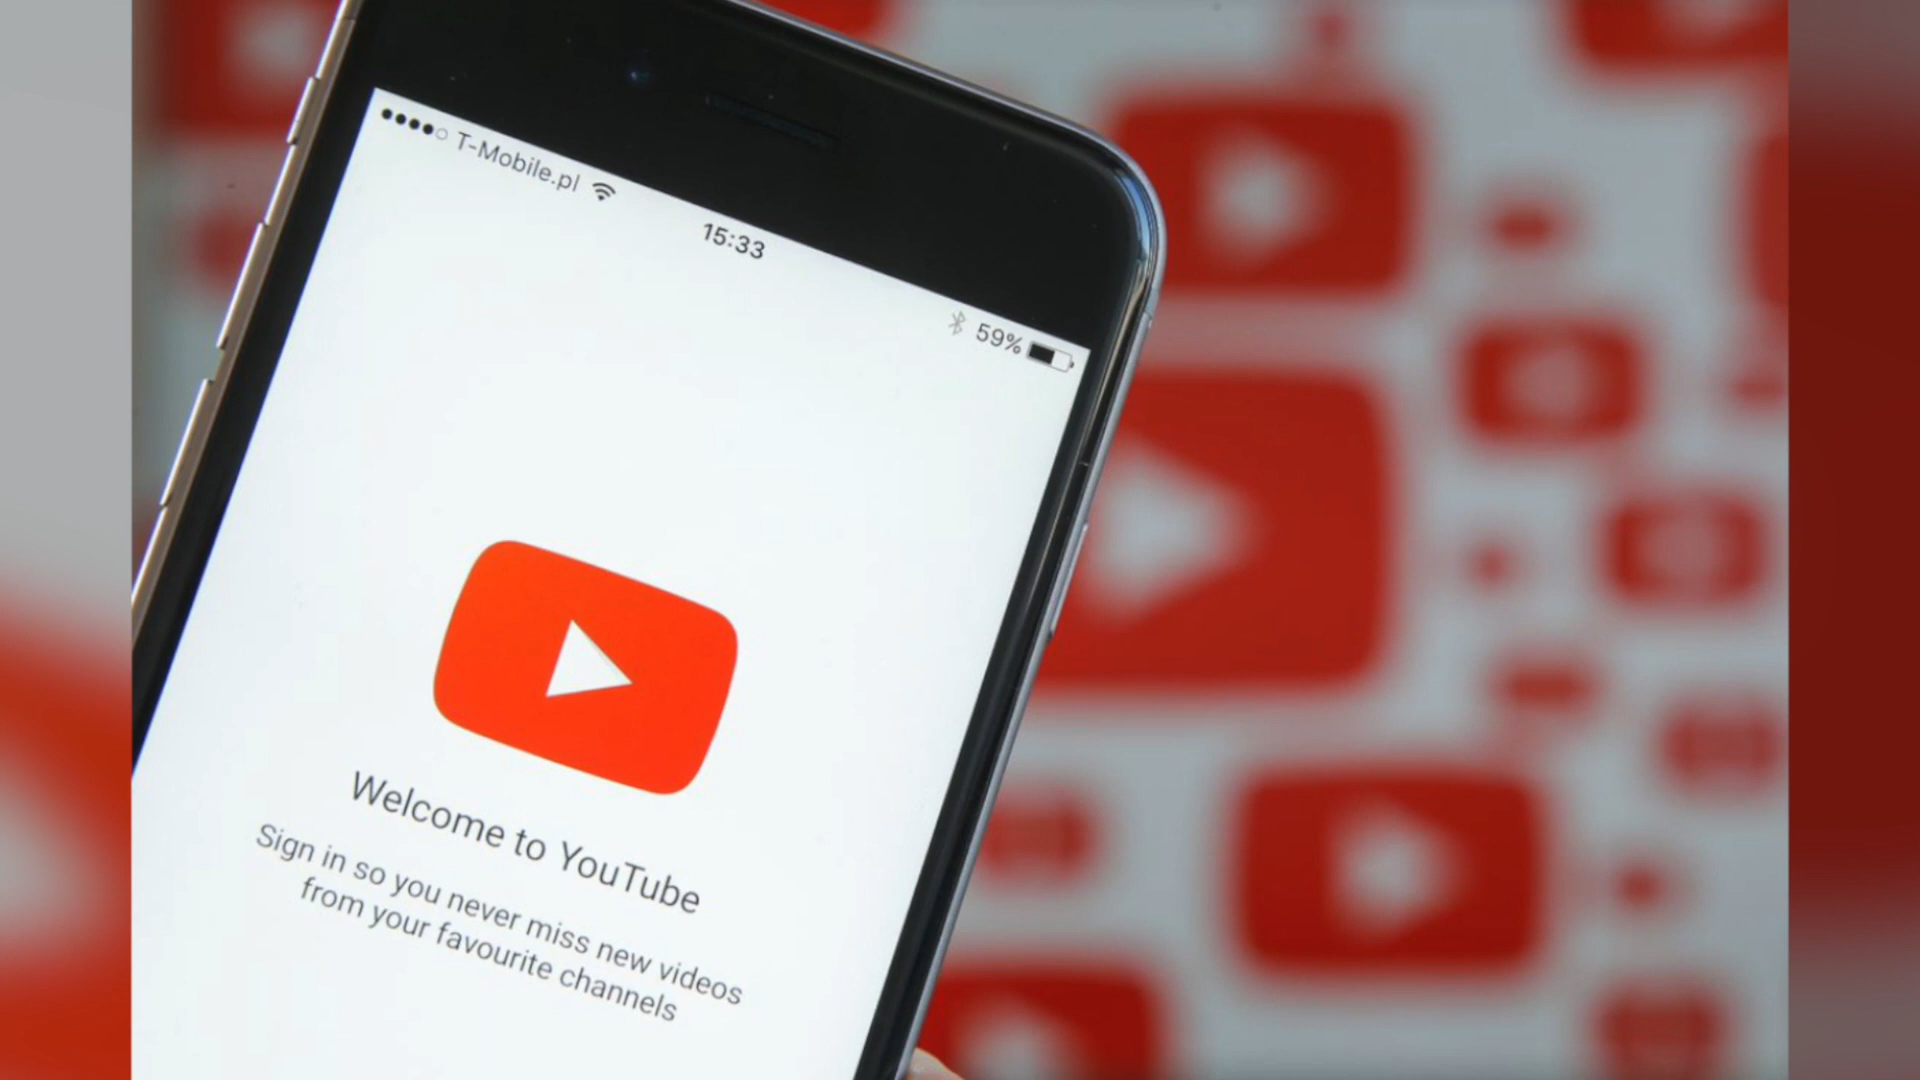 T-Mobile.pl
15:33
59%
Welcome to YouTube
Sign in so you never miss new videos
from your favourite channels